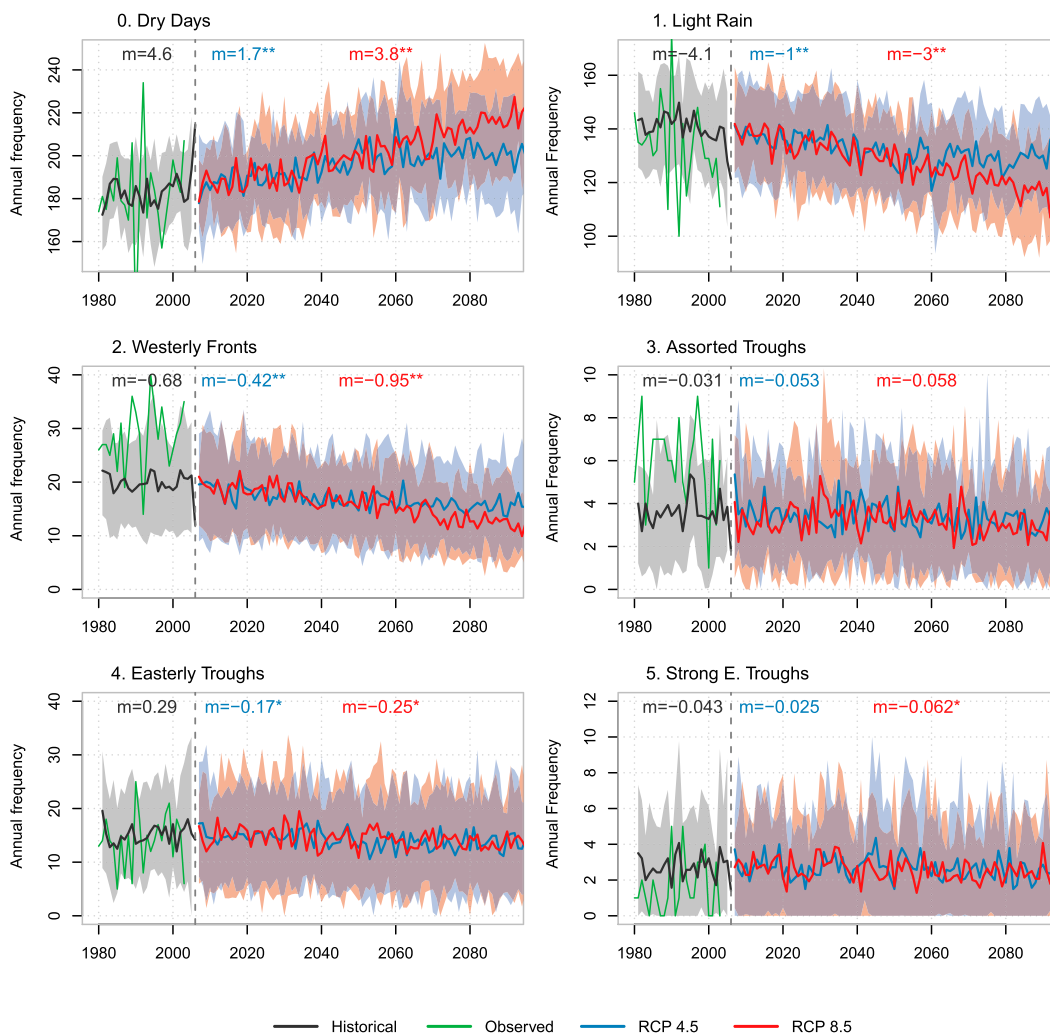 0. Dry Days
m=4.6 m=1.7** m=3.8**
Annual frequency
240
220
200
180
160
1980 2000 2020 2040 2060 2080
1. Light Rain
m=−4.1 m=−1** m=−3**
Annual Frequency
160
140
120
100
1980 2000 2020 2040 2060 2080
2. Westerly Fronts
m=−0.68 m=−0.42** m=−0.95**
Annual frequency
40
30
20
10
0
1980 2000 2020 2040 2060 2080
3. Assorted Troughs
m=−0.031 m=−0.053 m=−0.058
Annual Frequency
10
8
6
4
2
0
1980 2000 2020 2040 2060 2080
4. Easterly Troughs
m=0.29 m=−0.17* m=−0.25*
Annual frequency
40
30
20
10
0
1980 2000 2020 2040 2060 2080
5. Strong E. Troughs
m=−0.043 m=−0.025 m=−0.062*
Annual Frequency
12
10
8
6
4
2
0
1980 2000 2020 2040 2060 2080
Historical Observed RCP 4.5 RCP 8.5